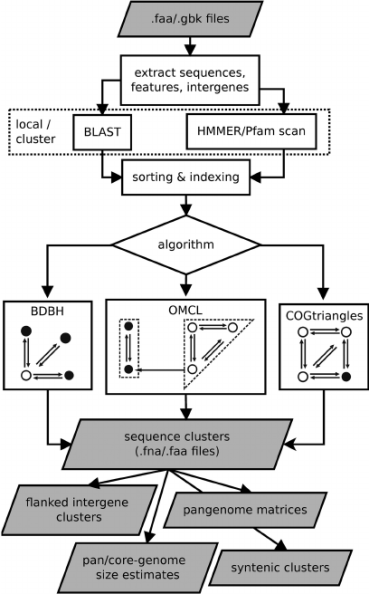 .faa/.gbk files
extract sequences,
features, intergenes
local /
cluster
BLAST
HMMER/Pfam scan
sorting & indexing
algorithm
BDBH
OMCL
COGtriangles
sequence clusters
(.fna/.faa files)
flanked intergene
clusters
pangenome matrices
pan/core-genome
size estimates
syntenic clusters